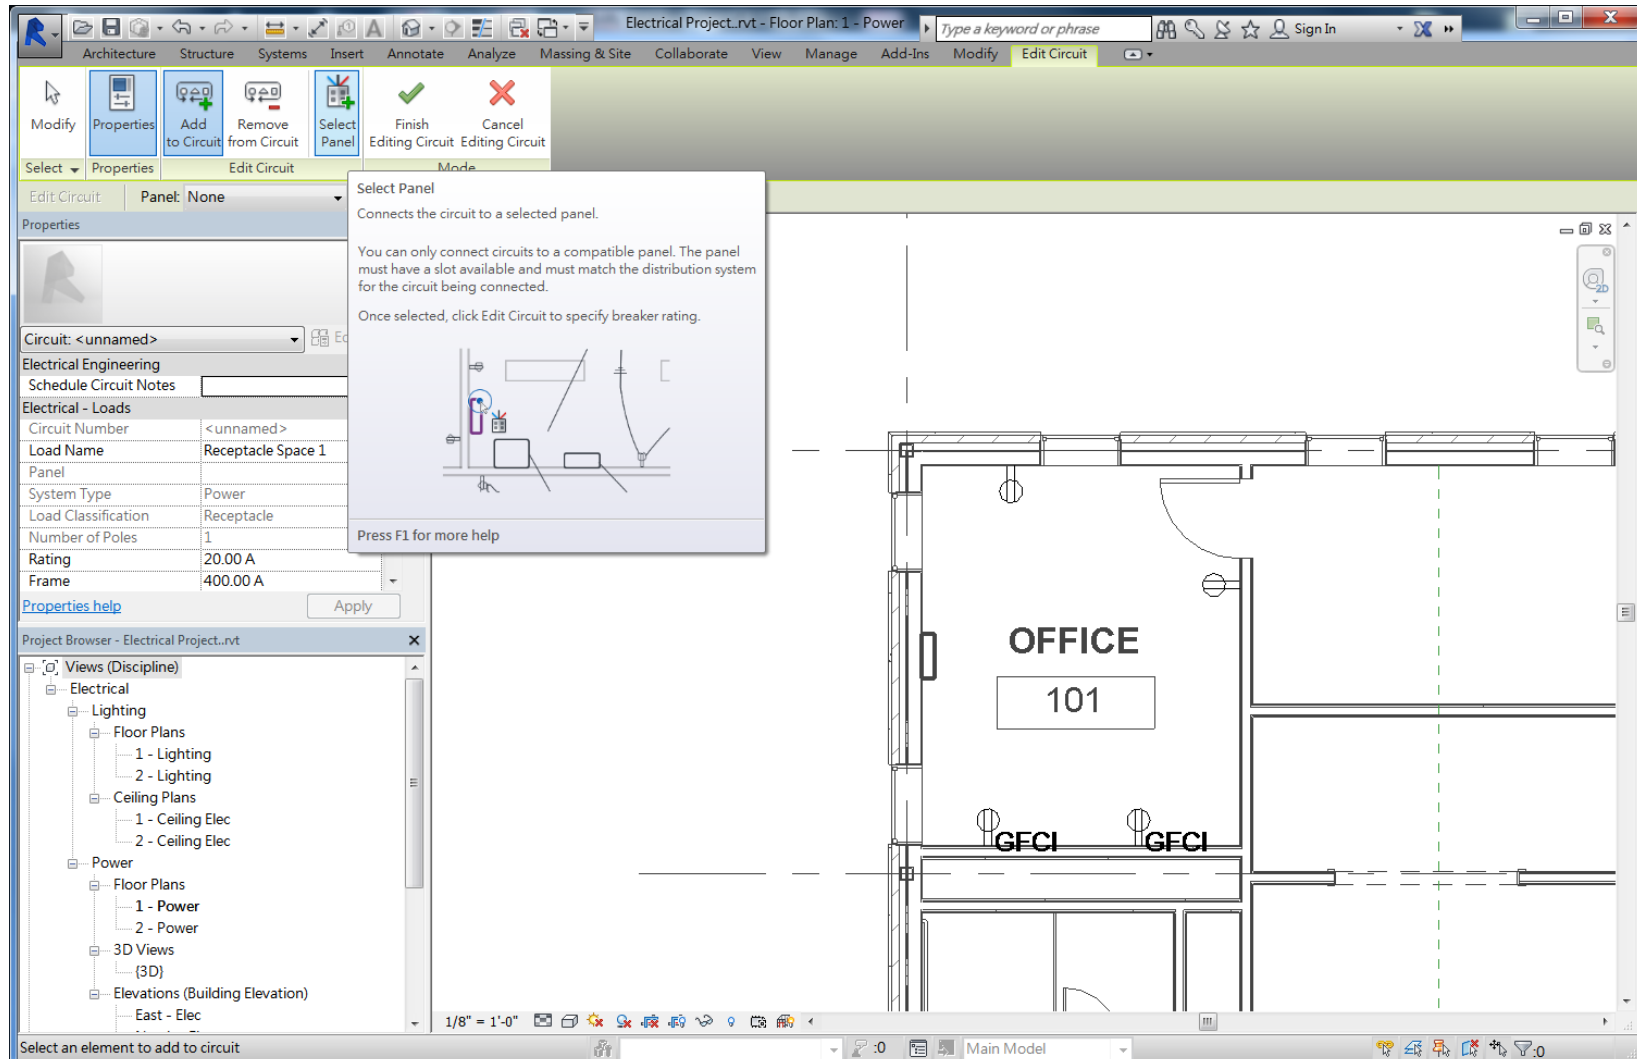 Electrical Project..rvt - Floor Plan: 1 - Power
Type a keyword or phrase
Sign In
Architecture Structure Systems Insert Annotate Analyze Massing & Site Collaborate View Manage Add-Ins Modify Edit Circuit
Modify
Properties
Add
to Circuit
Remove
from Circuit
Select
Panel
Finish
Editing Circuit
Cancel
Editing Circuit
Select
Properties
Edit Circuit
Mode
Edit Circuit
Panel: None
Select Panel
Connects the circuit to a selected panel.
You can only connect circuits to a compatible panel. The panel
must have a slot available and must match the distribution system
for the circuit being connected.
Once selected, click Edit Circuit to specify breaker rating.
Press F1 for more help
Properties
Circuit: <unnamed>
Electrical Engineering
Schedule Circuit Notes
Electrical - Loads
Circuit Number <unnamed>
Load Name Receptacle Space 1
Panel
System Type Power
Load Classification Receptacle
Number of Poles 1
Rating 20.00 A
Frame 400.00 A
Properties help
Apply
Project Browser - Electrical Project..rvt
Views (Discipline)
Electrical
Lighting
Floor Plans
1 - Lighting
2 - Lighting
Ceiling Plans
1 - Ceiling Elec
2 - Ceiling Elec
Power
Floor Plans
1 - Power
2 - Power
3D Views
{3D}
Elevations (Building Elevation)
East - Elec
2D
OFFICE
101
GFCI
GFCI
1/8" = 1'-0"
Select an element to add to circuit
:0
Main Model
:0